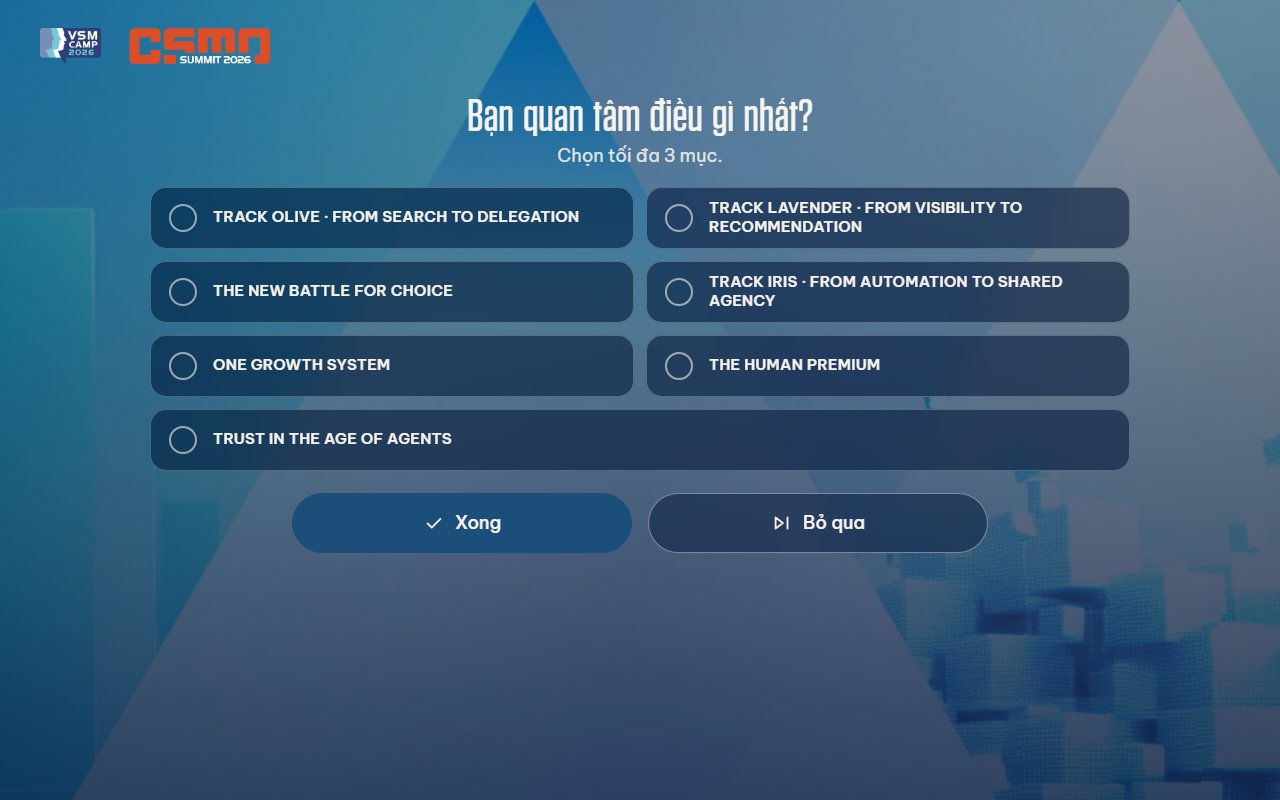 VSM
CAMP
2026
CSMO
SUMMIT 2026
Bạn quan tâm điều gì nhất?
Chọn tối đa 3 mục.
TRACK OLIVE · FROM SEARCH TO DELEGATION
TRACK LAVENDER · FROM VISIBILITY TO
RECOMMENDATION
THE NEW BATTLE FOR CHOICE
TRACK IRIS · FROM AUTOMATION TO SHARED
AGENCY
ONE GROWTH SYSTEM
THE HUMAN PREMIUM
TRUST IN THE AGE OF AGENTS
Xong
Bỏ qua